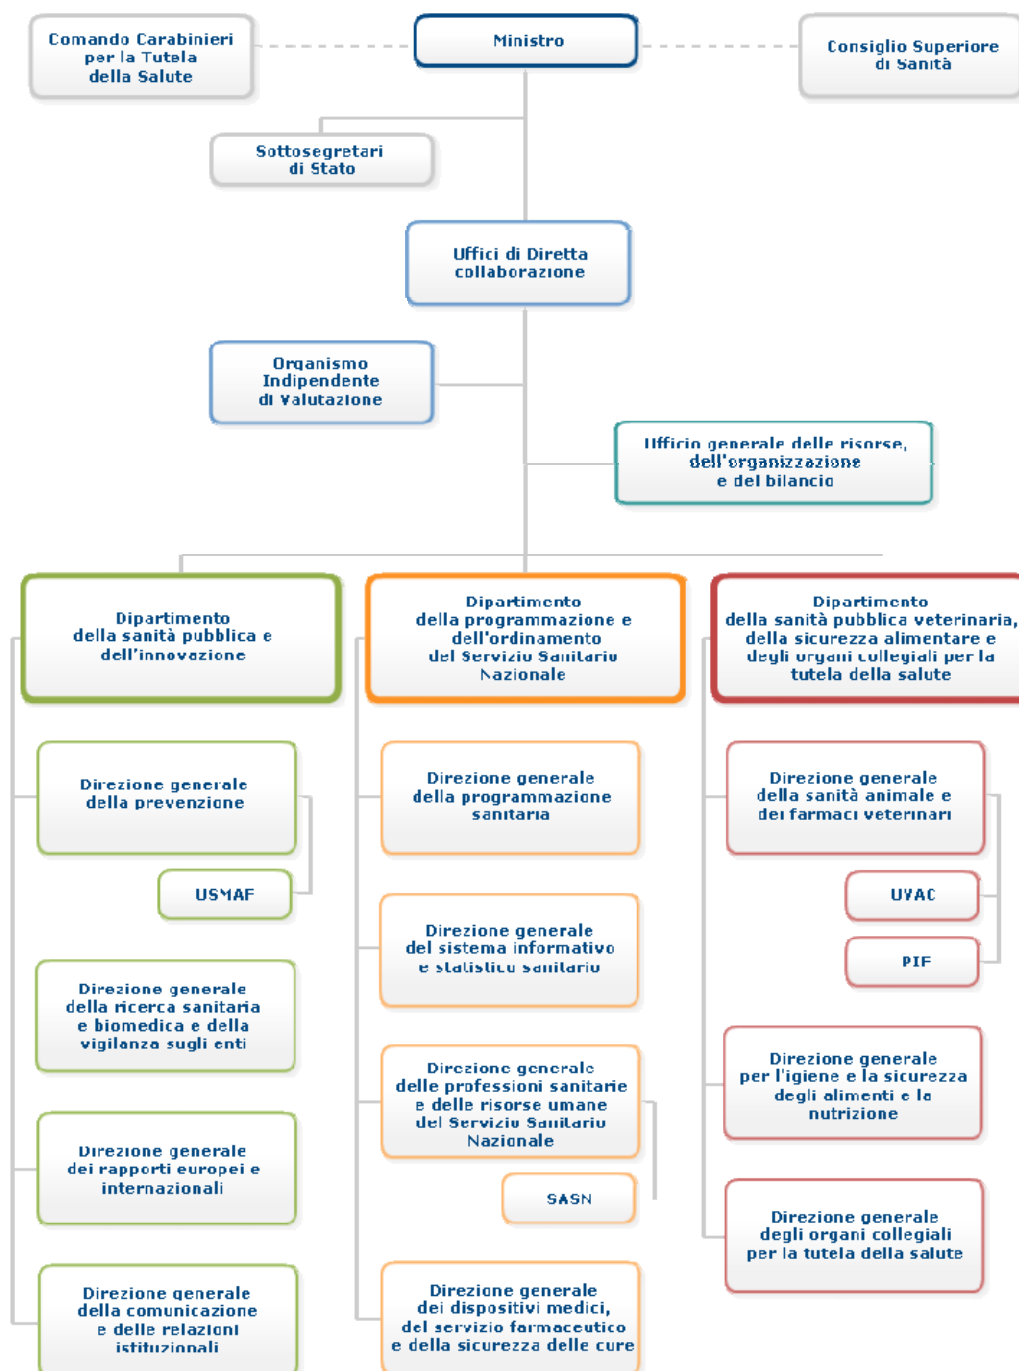 Comando Carabinieri
per la Tutela
della Salute
Ministro
Consiglio Superiore
di Sanità
Sottosegretari
di Stato
Uffici di Diretta
collaborazione
Organismo
Indipendente
di Valutazione
Ufficio generale delle risorse,
dell'organizzazione
e del bilancio
Dipartimento
della sanità pubblica e
dell'innovazione
Dipartimento
della programmazione e
dell'ordinamento
del Servizio Sanitario
Nazionale
Dipartimento
della sanità pubblica veterinaria,
della sicurezza alimentare e
degli organi collegiali per la
tutela della salute
Direzione generale
della prevenzione
USMAF
Direzione generale
della ricerca sanitaria
e biomedica e della
vigilanza sugli enti
Direzione generale
dei rapporti europei e
internazionali
Direzione generale
della comunicazione
e delle relazioni
istituzionali
Direzione generale
della programmazione
sanitaria
Direzione generale
del sistema informativo
e statistico sanitario
Direzione generale
delle professioni sanitarie
e delle risorse umane
del Servizio Sanitario
Nazionale
SASN
Direzione generale
dei dispositivi medici,
del servizio farmaceutico
e della sicurezza delle cure
Direzione generale
della sanità animale e
dei farmaci veterinari
UVAC
PIF
Direzione generale
per l'igiene e la sicurezza
degli alimenti e la
nutrizione
Direzione generale
degli organi collegiali
per la tutela della salute